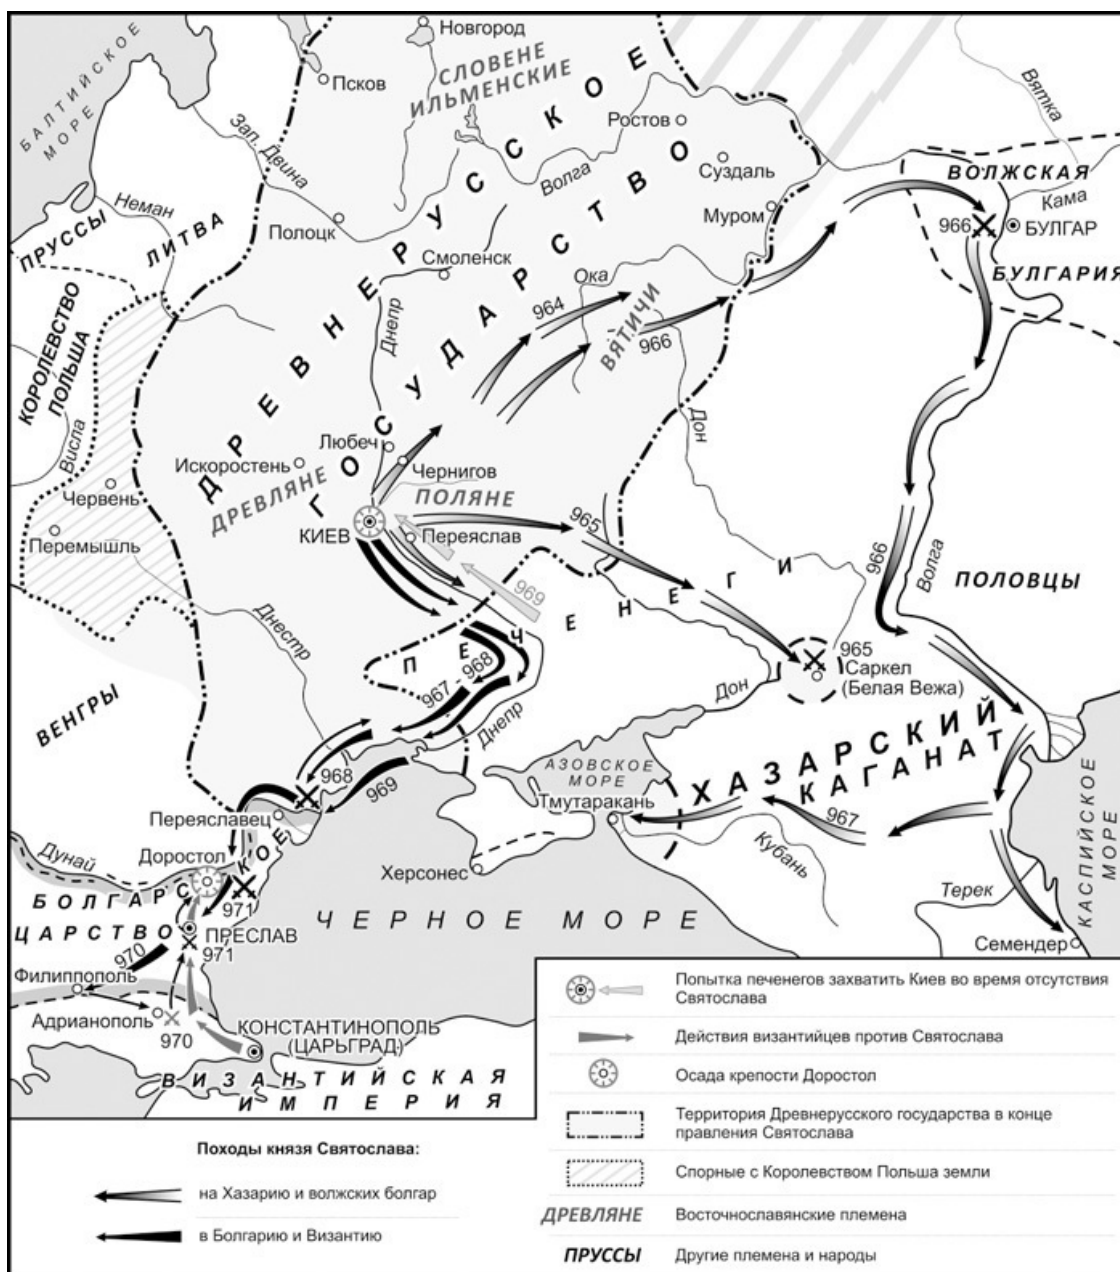 Новгород
СЛОВЕНЕ
ИЛЬМЕНСКИЕ
Псков
БАЛТИЙСКОЕ
МОРЕ
Зап. Двина
Ростов
Вятка
Волга
Суздаль
ВОЛЖСКАЯ
Кама
Неман
Муром
966
БУЛГАР
ПРУССЫ
ЛИТВА
Полоцк
Смоленск
БУЛГАРИЯ
Ока
964
ВЯТИЧИ
966
Днепр
ДРЕВНЕРУССКОЕ
ГОСУДАРСТВО
КОРОЛЕВСТВО
ПОЛЬША
Висла
Дон
Любеч
Искоростень
Чернигов
ДРЕВЛЯНЕ
ПОЛЯНЕ
Червень
965
КИЕВ
Переяслав
Перемышль
966
Волга
969
ПОЛОВЦЫ
ПЕЧЕНЕГИ
Днестр
967 - 968
965
Саркел
(Белая Вежа)
Дон
ВЕНГРЫ
Днепр
ХАЗАРСКИЙ
КАГАНАТ
АЗОВСКОЕ
МОРЕ
968
969
Тмутаракань
967
Переяславец
Кубань
КАСПИЙСКОЕ
МОРЕ
Дунай
Доростол
Херсонес
Терек
БОЛГАРСКОЕ
ЦАРСТВО
971
ЧЕРНОЕ МОРЕ
ПРЕСЛАВ
971
Семендер
970
Филиппополь
Адрианополь
970
КОНСТАНТИНОПОЛЬ
(ЦАРЬГРАД)
ВИЗАНТИЙСКАЯ
ИМПЕРИЯ
Попытка печенегов захватить Киев во время отсутствия
Святослава
Действия византийцев против Святослава
Осада крепости Доростол
Территория Древнерусского государства в конце
правления Святослава
Спорные с Королевством Польша земли
ДРЕВЛЯНЕ Восточнославянские племена
ПРУССЫ Другие племена и народы
Походы князя Святослава:
на Хазарию и волжских болгар
в Болгарию и Византию